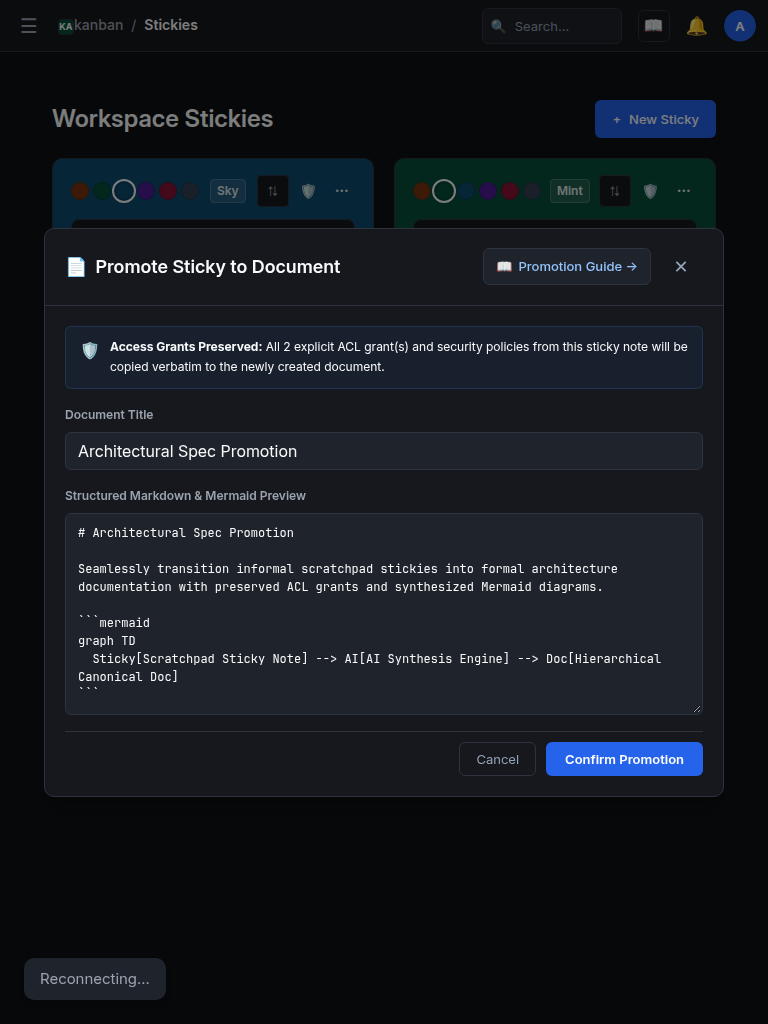 ☰ KA kanban / Stickies
Search...
A
Workspace Stickies
+ New Sticky
Sky
Mint
Promote Sticky to Document
Promotion Guide →
Access Grants Preserved: All 2 explicit ACL grant(s) and security policies from this sticky note will be
copied verbatim to the newly created document.
Document Title
Architectural Spec Promotion
Structured Markdown & Mermaid Preview
# Architectural Spec Promotion
Seamlessly transition informal scratchpad stickies into formal architecture
documentation with preserved ACL grants and synthesized Mermaid diagrams.
```mermaid
graph TD
  Sticky[Scratchpad Sticky Note] --> AI[AI Synthesis Engine] --> Doc[Hierarchical
Canonical Doc]
```
Cancel
Confirm Promotion
Reconnecting...